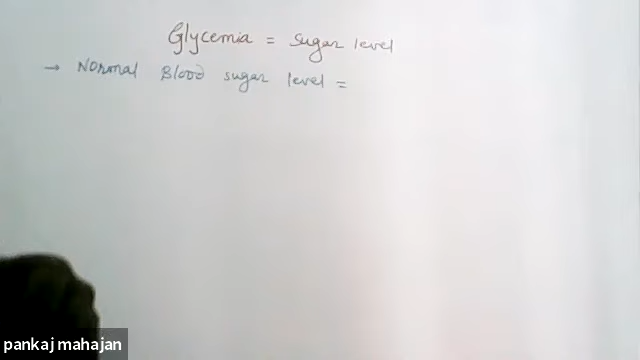 Glycemia = sugar level
→ Normal Blood sugar level =
pankaj mahajan